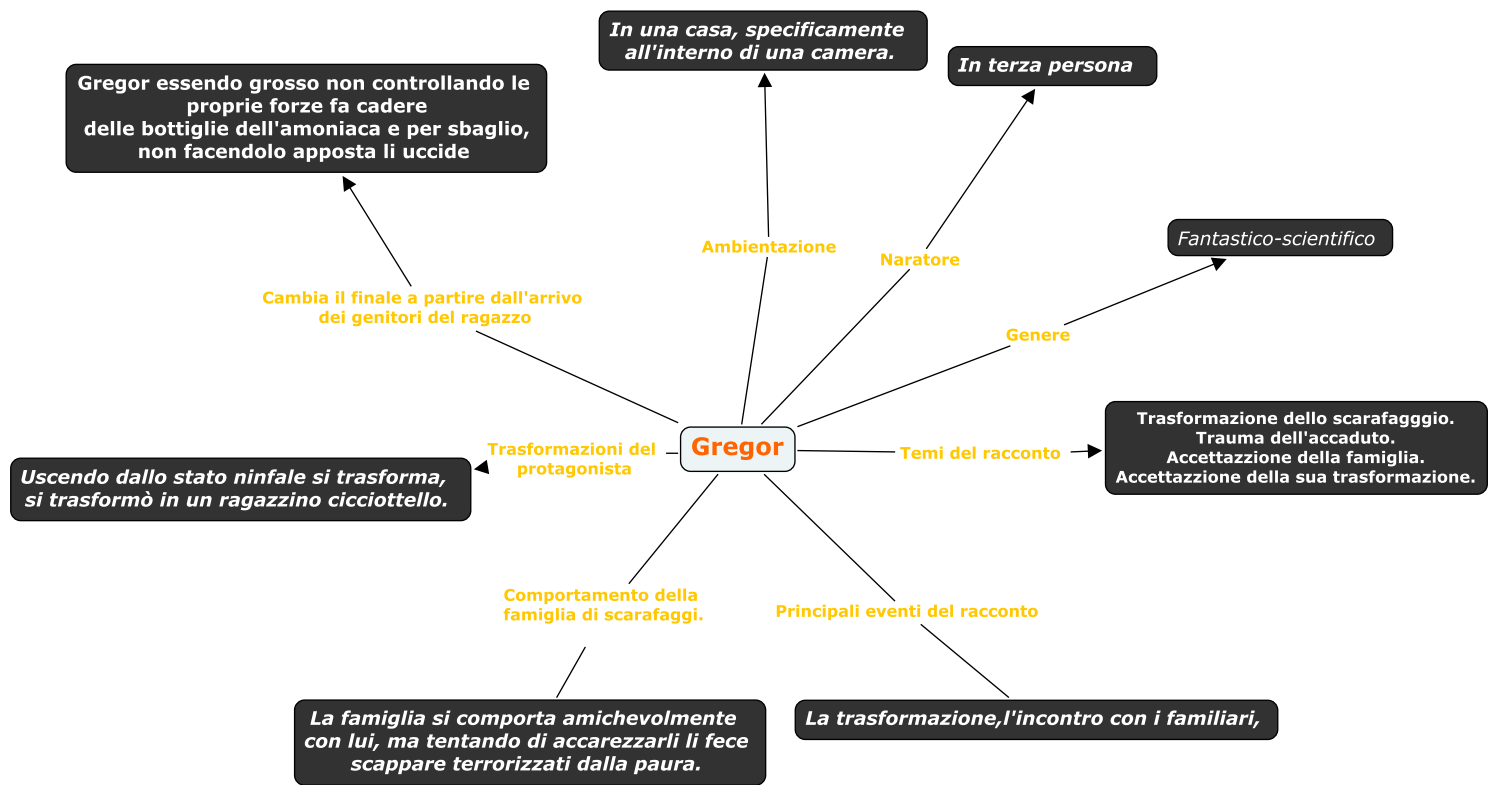 In una casa, specificamente
all'interno di una camera.
In terza persona
Gregor essendo grosso non controllando le
proprie forze fa cadere
delle bottiglie dell'amoniaca e per sbaglio,
non facendolo apposta li uccide
Fantastico-scientifico
Ambientazione
Naratore
Cambia il finale a partire dall'arrivo
dei genitori del ragazzo
Genere
Gregor
Trasformazioni del
protagonista
Temi del racconto
Trasformazione dello scarafagggio.
Trauma dell'accaduto.
Accettazzione della famiglia.
Accettazzione della sua trasformazione.
Uscendo dallo stato ninfale si trasforma,
si trasformò in un ragazzino cicciottello.
Comportamento della
famiglia di scarafaggi.
Principali eventi del racconto
La famiglia si comporta amichevolmente
con lui, ma tentando di accarezzarli li fece
scappare terrorizzati dalla paura.
La trasformazione,l'incontro con i familiari,